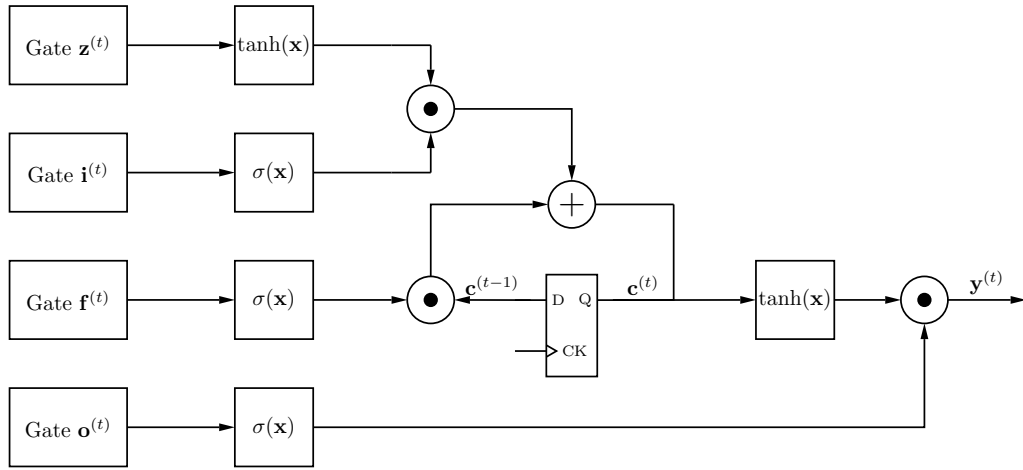 Gate z^(t)
tanh(x)
Gate i^(t)
σ(x)
+
Gate f^(t)
σ(x)
c^(t−1)
D
Q
CK
c^(t)
tanh(x)
y^(t)
Gate o^(t)
σ(x)